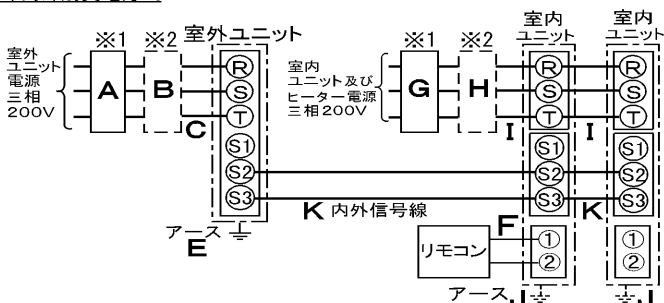 ※1 ※2 室外ユニット
室外
ユニット
電源
三相
200V
A B C
R
S
T
S1
S2
S3
アース
E
※1 ※2
室内
ユニット
室内
ユニット
室内
ユニット及び
ヒーター電源
三相200V
G H I I
R R
S S
T T
S1 S1
S2 S2
S3 S3
K 内外信号線
K
F
リモコン
① ①
② ②
アース J J